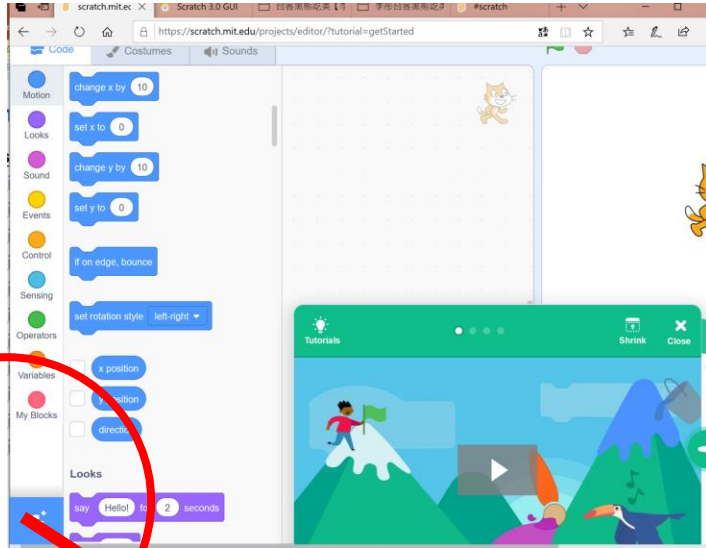 scratch.mit.ec
Scratch 3.0 GUI
#scratch
https://scratch.mit.edu/projects/editor/?tutorial=getStarted
Code
Costumes
Sounds
Motion
Looks
Sound
Events
Control
Sensing
Operators
Variables
My Blocks
change x by 10
set x to 0
change y by 10
set y to 0
if on edge, bounce
set rotation style left-right
x position
y position
direction
Looks
say Hello! for 2 seconds
Tutorials
Shrink
Close